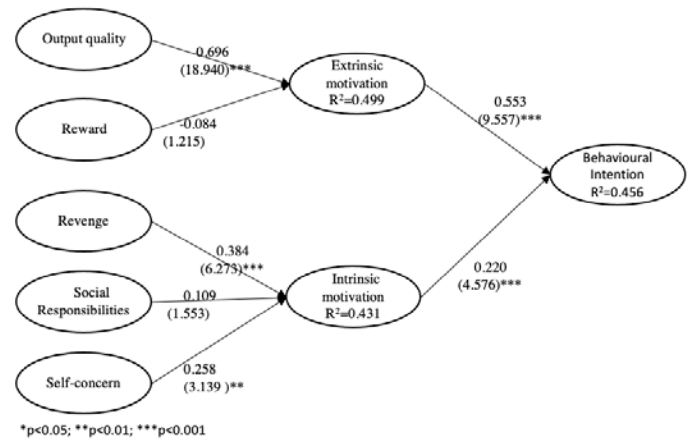 Output quality
0.696
(18.940)***
Extrinsic
motivation
R²=0.499
Reward
-0.084
(1.215)
0.553
(9.557)***
Behavioural
Intention
R²=0.456
Revenge
0.384
(6.273)***
Social
Responsibilities
0.109
(1.553)
Intrinsic
motivation
R²=0.431
0.220
(4.576)***
Self-concern
0.258
(3.139 )**
*p<0.05; **p<0.01; ***p<0.001